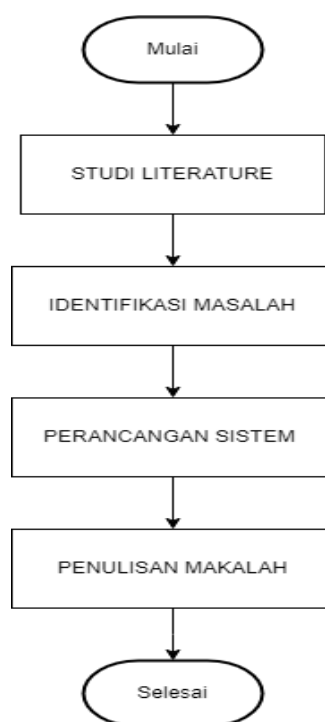 Mulai
STUDI LITERATURE
IDENTIFIKASI MASALAH
PERANCANGAN SISTEM
PENULISAN MAKALAH
Selesai